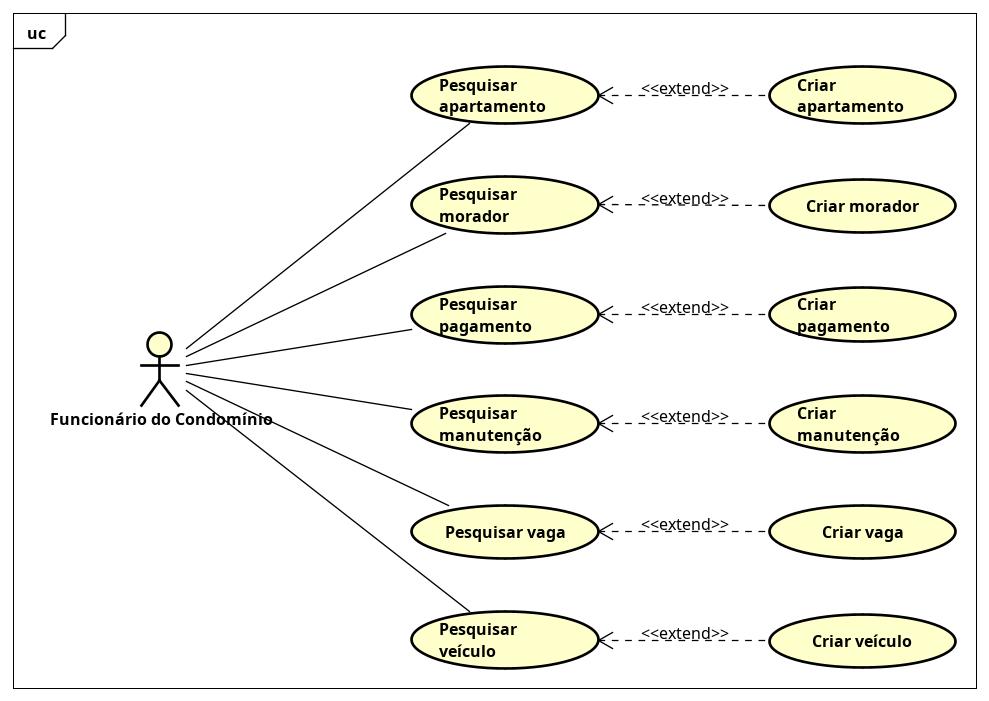 uc
Pesquisar
apartamento
<<extend>>
Criar
apartamento
Pesquisar
morador
<<extend>>
Criar morador
Pesquisar
pagamento
<<extend>>
Criar
pagamento
Funcionário do Condomínio
Pesquisar
manutenção
<<extend>>
Criar
manutenção
Pesquisar vaga
<<extend>>
Criar vaga
Pesquisar
veículo
<<extend>>
Criar veículo